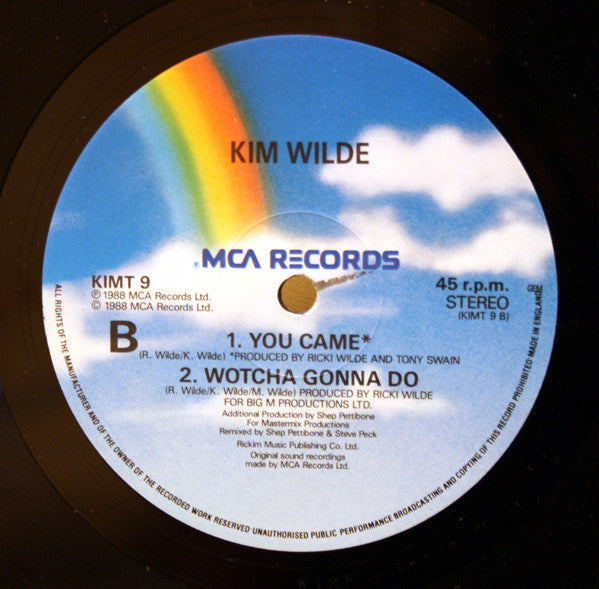 KIM WILDE
®MCA RECORDS
KIMT 9
℗ 1988 MCA Records Ltd.
© 1988 MCA Records Ltd.
45 r.p.m.
STEREO
(KIMT 9 B)
B
1. YOU CAME*
(R. Wilde/K. Wilde) *PRODUCED BY RICKI WILDE AND TONY SWAIN
2. WOTCHA GONNA DO
(R. Wilde/K. Wilde/M. Wilde) PRODUCED BY RICKI WILDE
FOR BIG M PRODUCTIONS LTD.
Additional Production by Shep Pettibone
For Mastermix Productions
Remixed by Shep Pettibone & Steve Peck
Rickim Music Publishing Co. Ltd.
Original sound recordings
made by MCA Records Ltd.
ALL RIGHTS OF THE MANUFACTURER AND OF THE OWNER OF THE RECORDED WORK RESERVED·UNAUTHORISED PUBLIC PERFORMANCE BROADCASTING AND COPYING OF THIS RECORD PROHIBITED MADE IN ENGLAND